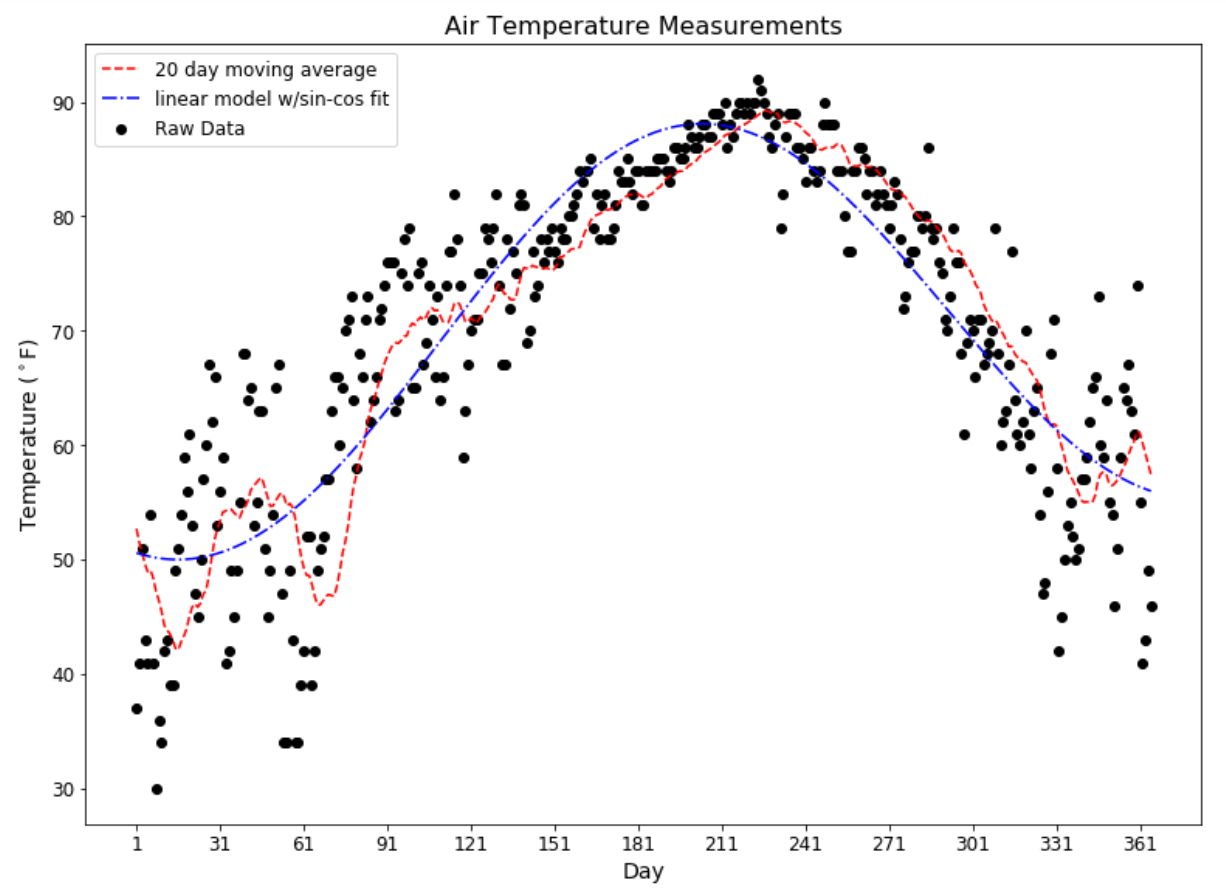 Air Temperature Measurements
20 day moving average
linear model w/sin-cos fit
Raw Data
90
80
70
60
50
40
30
Temperature (°F)
1 31 61 91 121 151 181 211 241 271 301 331 361
Day